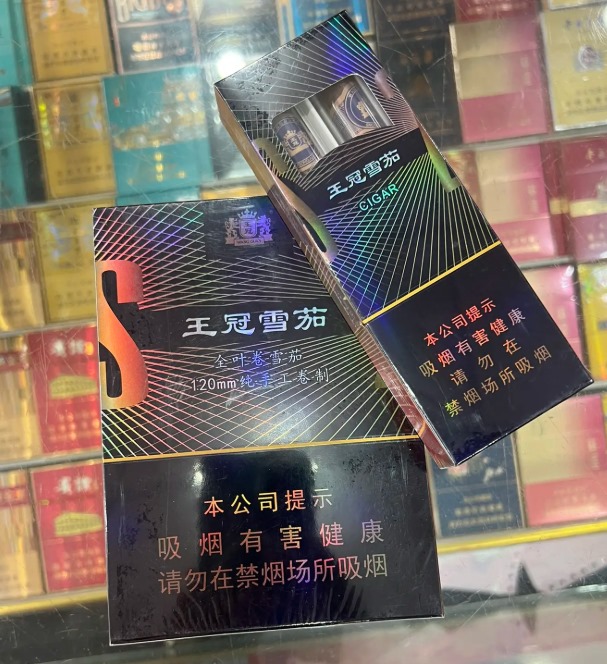 王冠雪茄
CIGAR
本公司提示
吸烟有害健康
请勿在
禁烟场所吸烟
S
王冠雪茄
全叶卷雪茄
120mm纯手工卷制
本公司提示
吸烟有害健康
请勿在禁烟场所吸烟